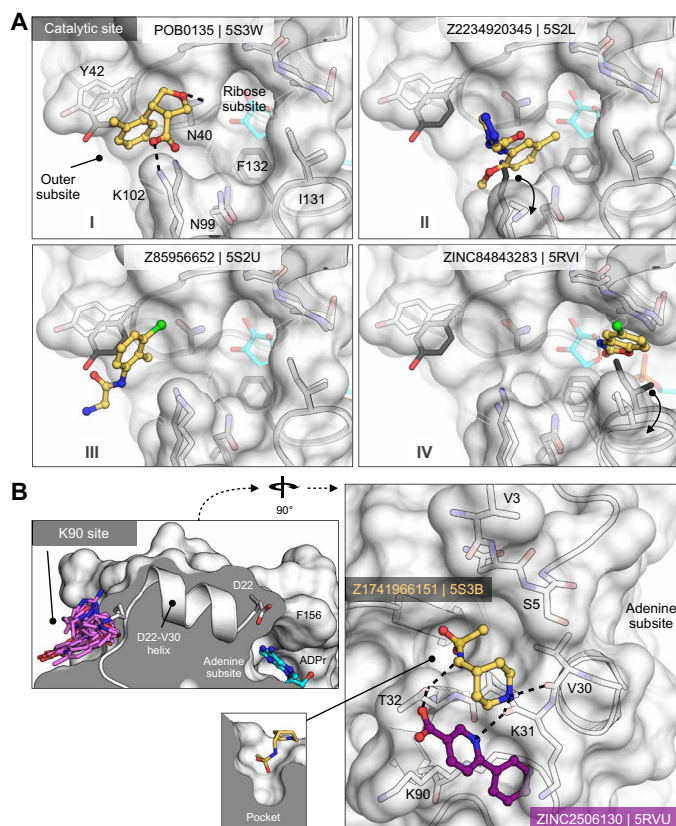 A
Catalytic site
POB0135 | 5S3W
Y42
Ribose
subsite
N40
F132
Outer
subsite
K102
I131
N99
I
Z2234920345 | 5S2L
II
Z85956652 | 5S2U
III
ZINC84843283 | 5RVI
IV
B
90°
K90 site
D22
D22-V30
helix
F156
Adenine
subsite
ADPr
Pocket
V3
Z1741966151 | 5S3B
S5
Adenine
subsite
T32
V30
K31
K90
ZINC2506130 | 5RVU